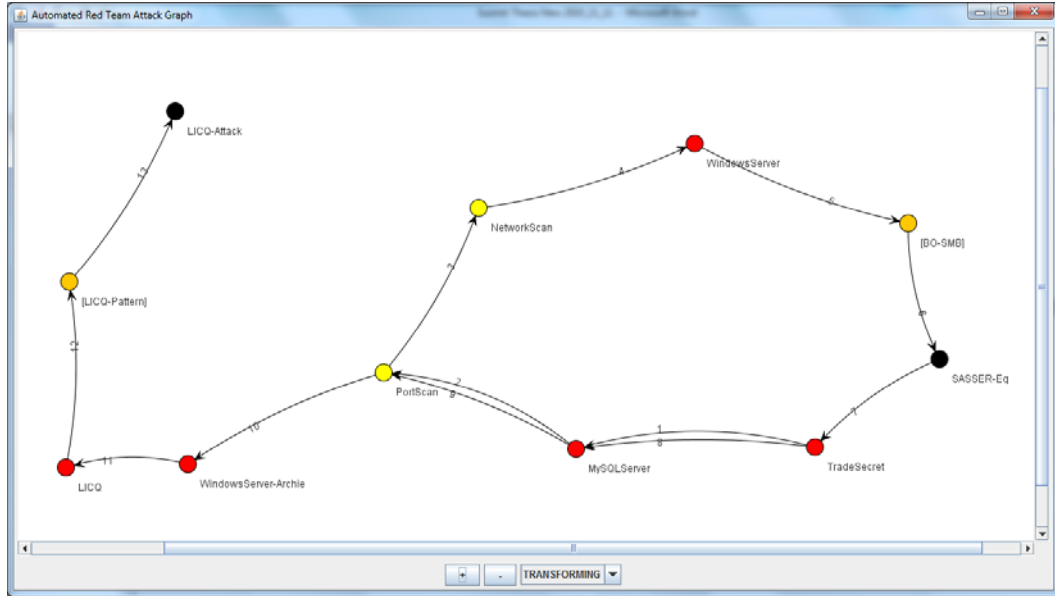 Automated Red Team Attack Graph
LICQ-Attack
13
4
WindowsServer
5
NetworkScan
[BO-SMB]
3
[LICQ-Pattern]
6
12
SASSER-Eq
PortScan
2
9
7
10
1
8
11
MySQLServer
TradeSecret
LICQ
WindowsServer-Archie
+
-
TRANSFORMING